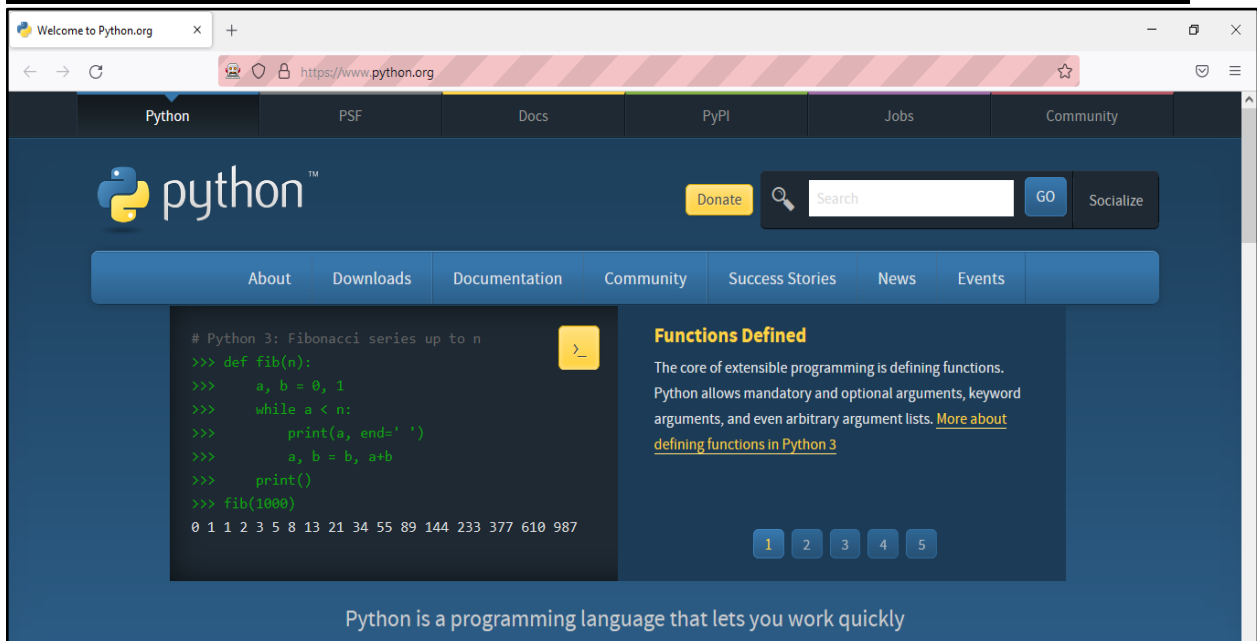 Welcome to Python.org
https://www.python.org
Python PSF Docs PyPI Jobs Community
python™
Donate Search GO Socialize
About Downloads Documentation Community Success Stories News Events
# Python 3: Fibonacci series up to n
>>> def fib(n):
>>>     a, b = 0, 1
>>>     while a < n:
>>>         print(a, end=' ')
>>>         a, b = b, a+b
>>>     print()
>>> fib(1000)
0 1 1 2 3 5 8 13 21 34 55 89 144 233 377 610 987
>_
Functions Defined
The core of extensible programming is defining functions.
Python allows mandatory and optional arguments, keyword
arguments, and even arbitrary argument lists. More about
defining functions in Python 3
1 2 3 4 5
Python is a programming language that lets you work quickly